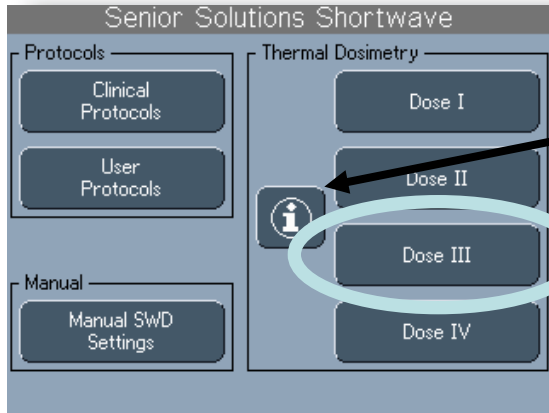 Senior Solutions Shortwave
Protocols
Clinical
Protocols
User
Protocols
Manual
Manual SWD
Settings
Thermal Dosimetry
Dose I
Dose II
Dose III
Dose IV